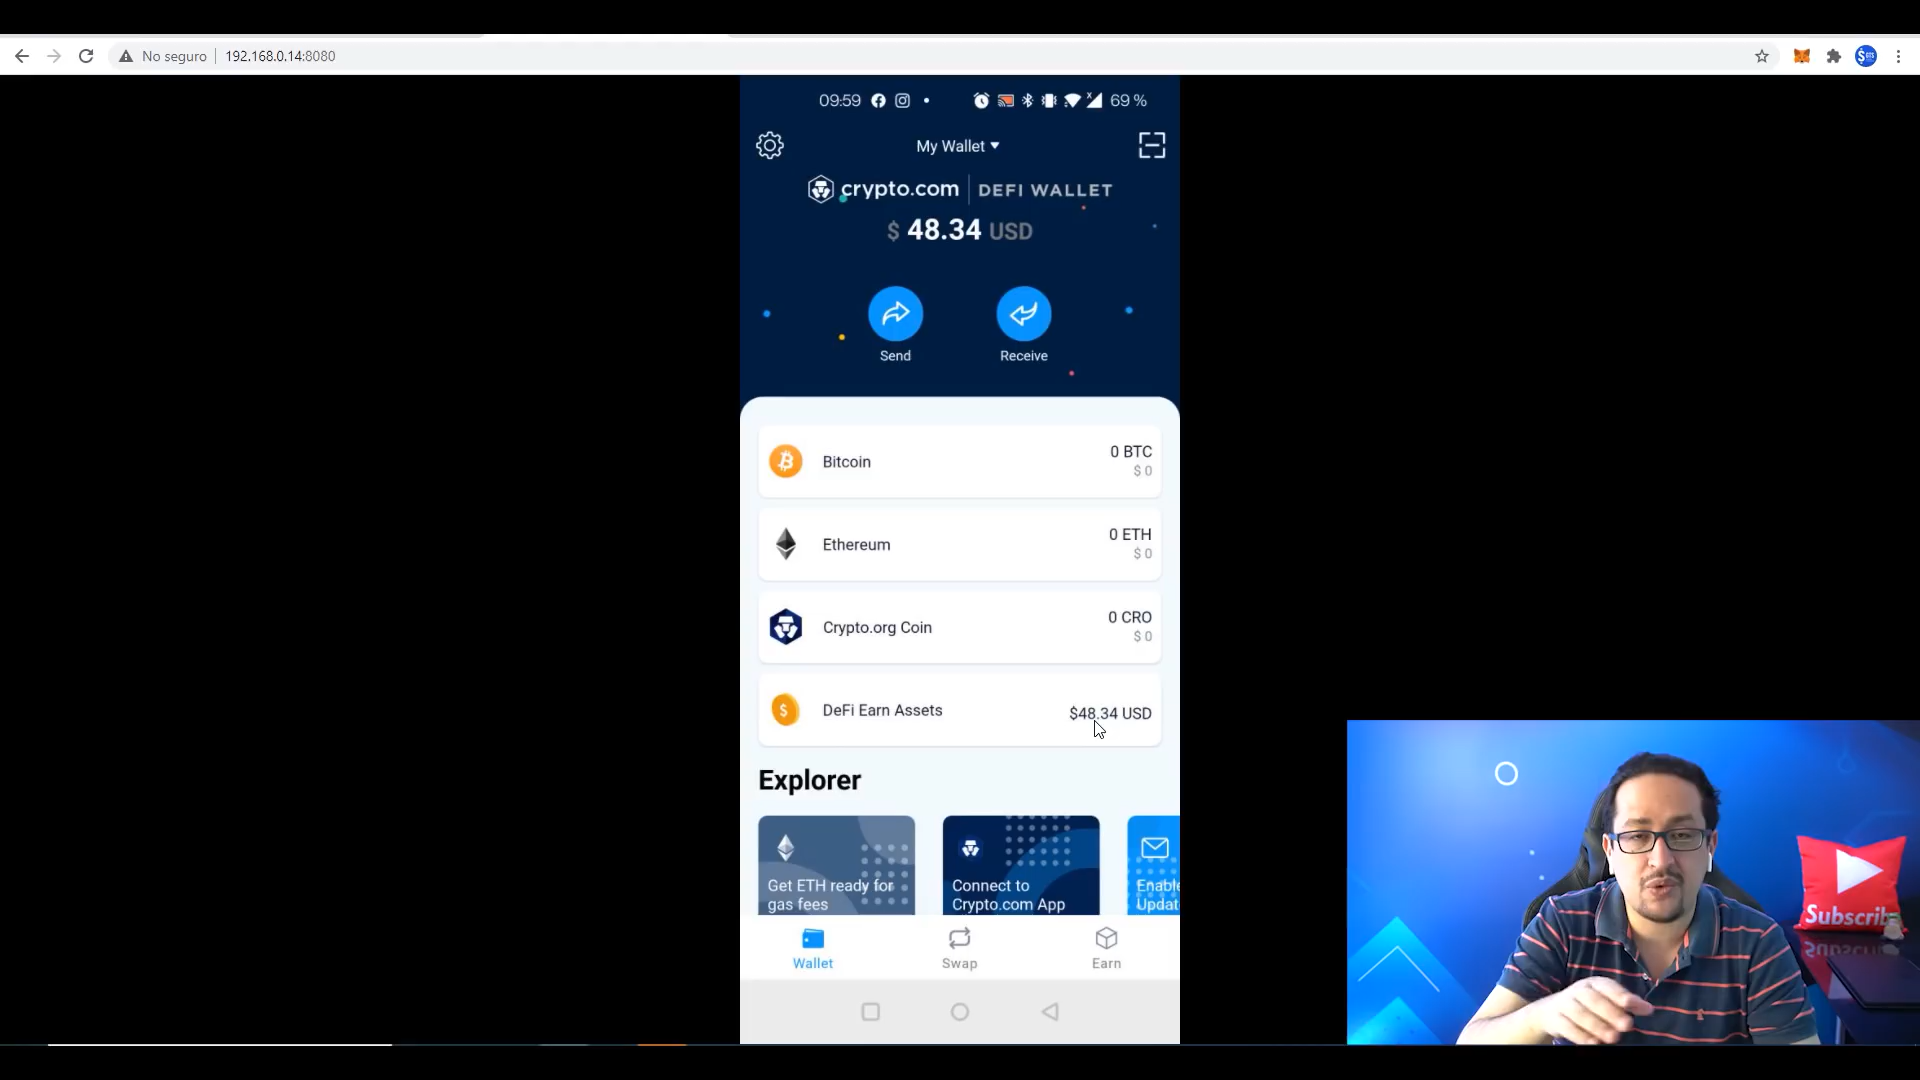 No seguro
192.168.0.14:8080
09:59
69 %
My Wallet
crypto.com
DEFI WALLET
$ 48.34 USD
Send
Receive
Bitcoin
0 BTC
$ 0
Ethereum
0 ETH
$ 0
Crypto.org Coin
0 CRO
$ 0
DeFi Earn Assets
$48.34 USD
Explorer
Get ETH ready for
gas fees
Connect to
Crypto.com App
Enable
Updat
Wallet
Swap
Earn
Subscrib